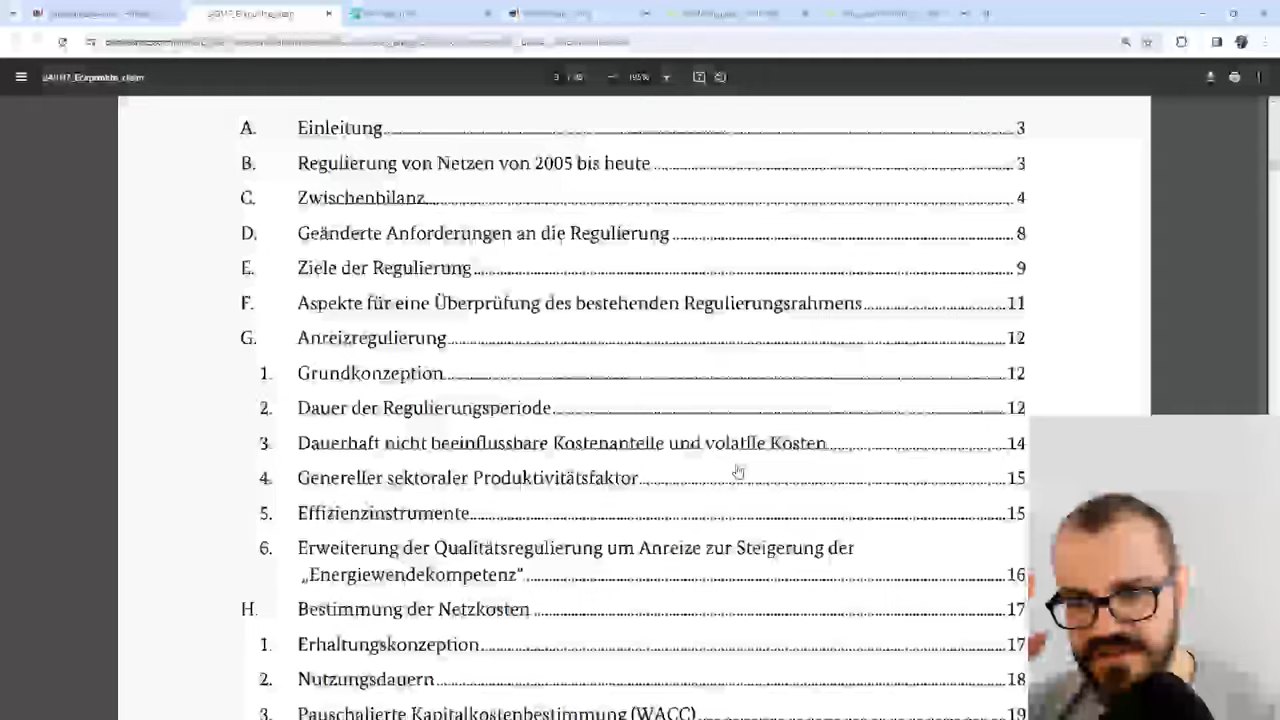 A. Einleitung 3
B. Regulierung von Netzen von 2005 bis heute 3
C. Zwischenbilanz 4
D. Geänderte Anforderungen an die Regulierung 8
E. Ziele der Regulierung 9
F. Aspekte für eine Überprüfung des bestehenden Regulierungsrahmens 11
G. Anreizregulierung 12
1. Grundkonzeption 12
2. Dauer der Regulierungsperiode 12
3. Dauerhaft nicht beeinflussbare Kostenanteile und volatile Kosten 14
4. Genereller sektoraler Produktivitätsfaktor 15
5. Effizienzinstrumente 15
6. Erweiterung der Qualitätsregulierung um Anreize zur Steigerung der
„Energiewendekompetenz“ 16
H. Bestimmung der Netzkosten 17
1. Erhaltungskonzeption 17
2. Nutzungsdauern 18
3. Pauschalierte Kapitalkostenbestimmung (WACC) 19